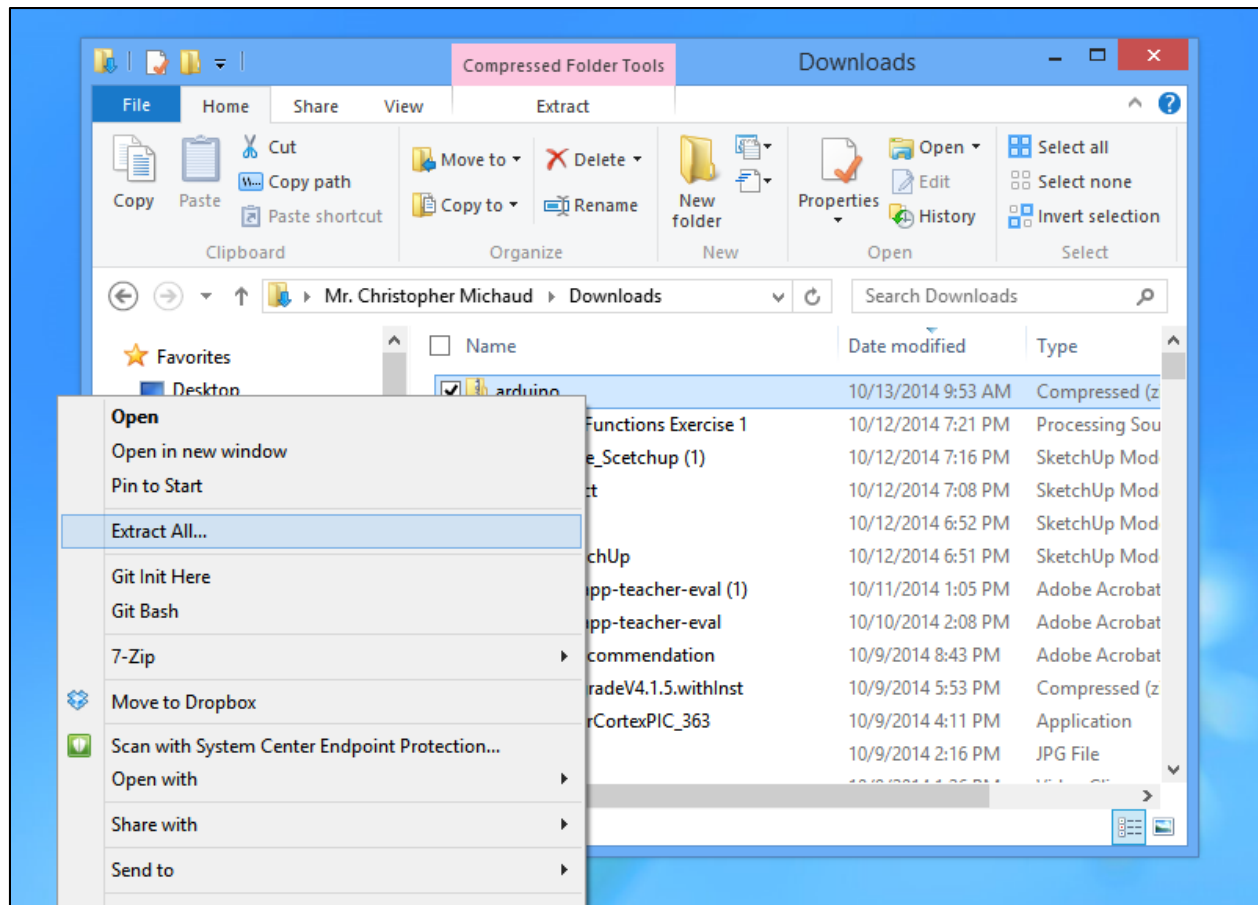 Compressed Folder Tools
Downloads
File Home Share View Extract
Copy
Paste
Cut
Copy path
Paste shortcut
Clipboard
Move to
Copy to
Delete
Rename
Organize
New folder
New
Properties
Open
Edit
History
Open
Select all
Select none
Invert selection
Select
Mr. Christopher Michaud Downloads
Search Downloads
Favorites
Desktop
Name Date modified Type
arduino 10/13/2014 9:53 AM Compressed (z
Functions Exercise 1 10/12/2014 7:21 PM Processing Sou
e_Scetchup (1) 10/12/2014 7:16 PM SketchUp Mod
ct 10/12/2014 7:08 PM SketchUp Mod
10/12/2014 6:52 PM SketchUp Mod
chUp 10/12/2014 6:51 PM SketchUp Mod
pp-teacher-eval (1) 10/11/2014 1:05 PM Adobe Acrobat
pp-teacher-eval 10/10/2014 2:08 PM Adobe Acrobat
commendation 10/9/2014 8:43 PM Adobe Acrobat
radeV4.1.5.withInst 10/9/2014 5:53 PM Compressed (z
rCortexPIC_363 10/9/2014 4:11 PM Application
10/9/2014 2:16 PM JPG File
Open
Open in new window
Pin to Start
Extract All...
Git Init Here
Git Bash
7-Zip
Move to Dropbox
Scan with System Center Endpoint Protection...
Open with
Share with
Send to